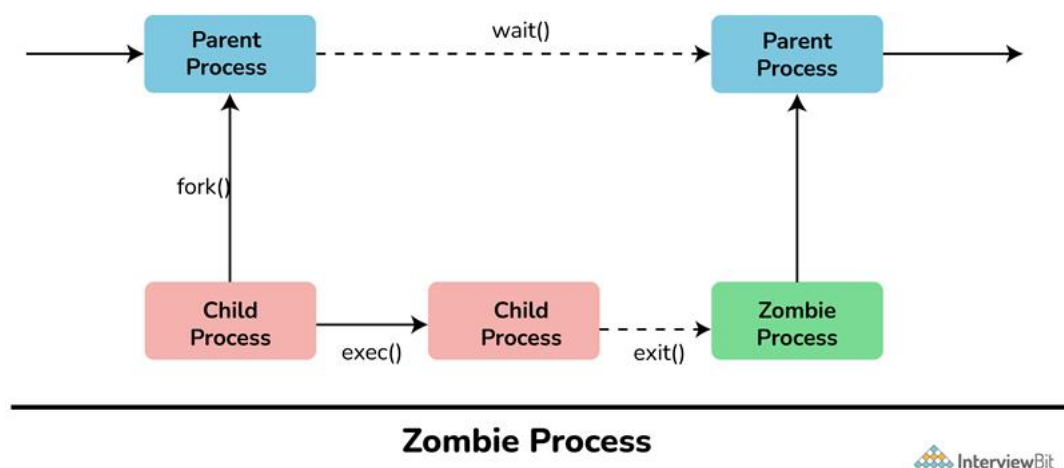 wait()
Parent
Process
Parent
Process
fork()
Child
Process
exec()
Child
Process
exit()
Zombie
Process
Zombie Process
InterviewBit